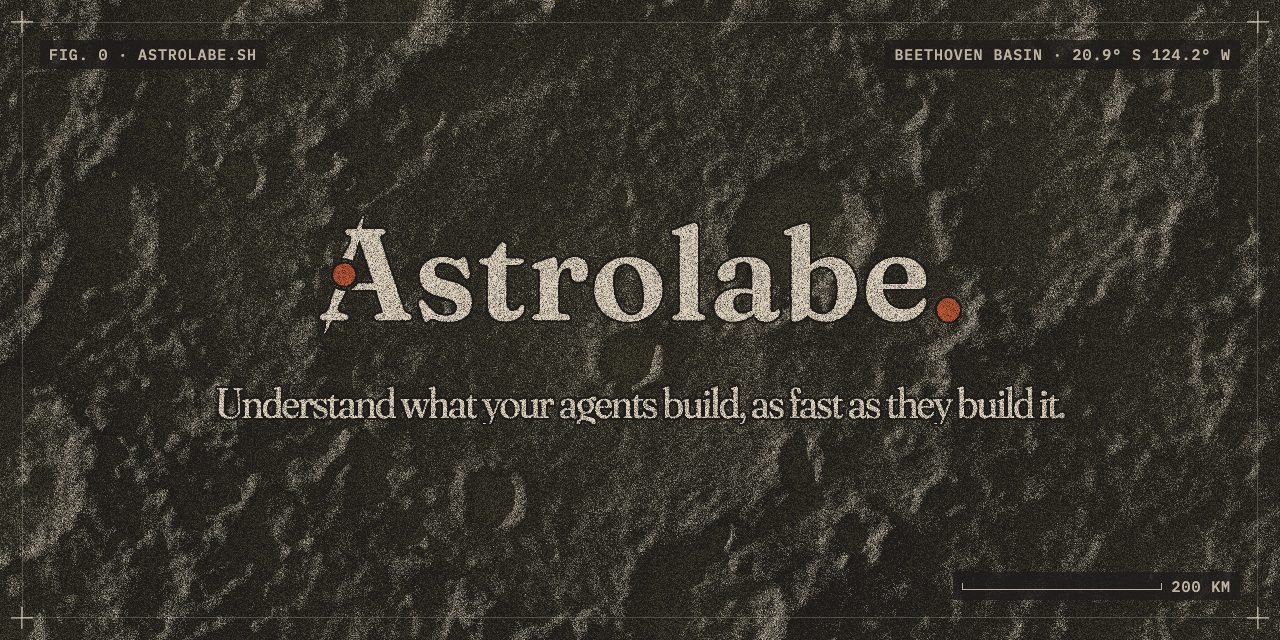 FIG. 0 · ASTROLABE.SH
BEETHOVEN BASIN · 20.9° S 124.2° W
Astrolabe.
Understand what your agents build, as fast as they build it.
200 KM